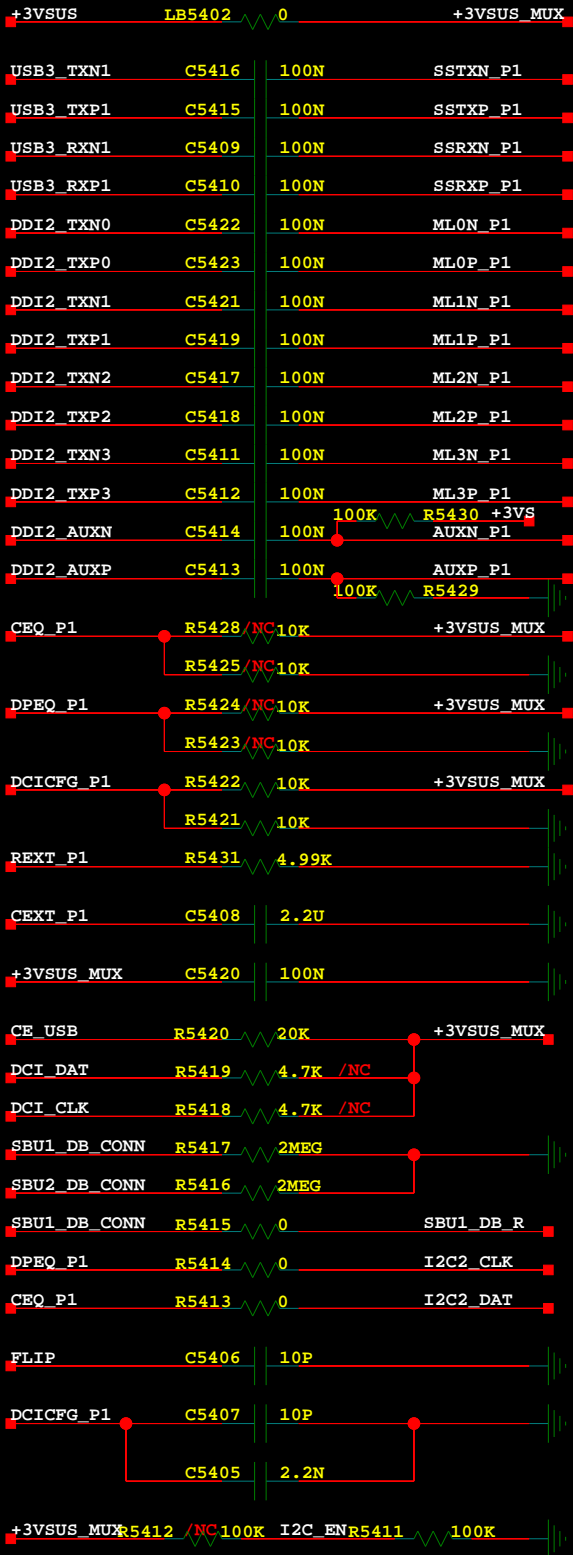 +3VSUS LB5402 0 +3VSUS_MUX
USB3_TXN1 C5416 100N SSTXN_P1
USB3_TXP1 C5415 100N SSTXP_P1
USB3_RXN1 C5409 100N SSRXN_P1
USB3_RXP1 C5410 100N SSRXP_P1
DDI2_TXN0 C5422 100N ML0N_P1
DDI2_TXP0 C5423 100N ML0P_P1
DDI2_TXN1 C5421 100N ML1N_P1
DDI2_TXP1 C5419 100N ML1P_P1
DDI2_TXN2 C5417 100N ML2N_P1
DDI2_TXP2 C5418 100N ML2P_P1
DDI2_TXN3 C5411 100N ML3N_P1
DDI2_TXP3 C5412 100N ML3P_P1
100K R5430 +3VS
DDI2_AUXN C5414 100N AUXN_P1
DDI2_AUXP C5413 100N AUXP_P1
100K R5429
CEQ_P1 R5428 /NC 10K +3VSUS_MUX
R5425 /NC 10K
DPEQ_P1 R5424 /NC 10K +3VSUS_MUX
R5423 /NC 10K
DCICFG_P1 R5422 10K +3VSUS_MUX
R5421 10K
REXT_P1 R5431 4.99K
CEXT_P1 C5408 2.2U
+3VSUS_MUX C5420 100N
CE_USB R5420 20K +3VSUS_MUX
DCI_DAT R5419 4.7K /NC
DCI_CLK R5418 4.7K /NC
SBU1_DB_CONN R5417 2MEG
SBU2_DB_CONN R5416 2MEG
SBU1_DB_CONN R5415 0 SBU1_DB_R
DPEQ_P1 R5414 0 I2C2_CLK
CEQ_P1 R5413 0 I2C2_DAT
FLIP C5406 10P
DCICFG_P1 C5407 10P
C5405 2.2N
+3VSUS_MUX R5412 /NC 100K I2C_EN R5411 100K